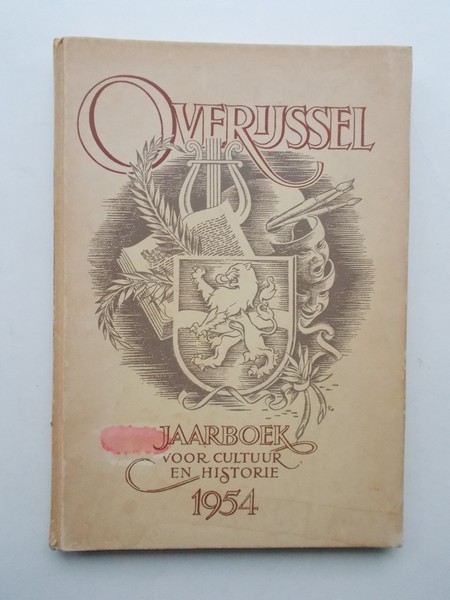 OVERIJSSEL
JAARBOEK
VOOR CULTUUR
EN HISTORIE
1954